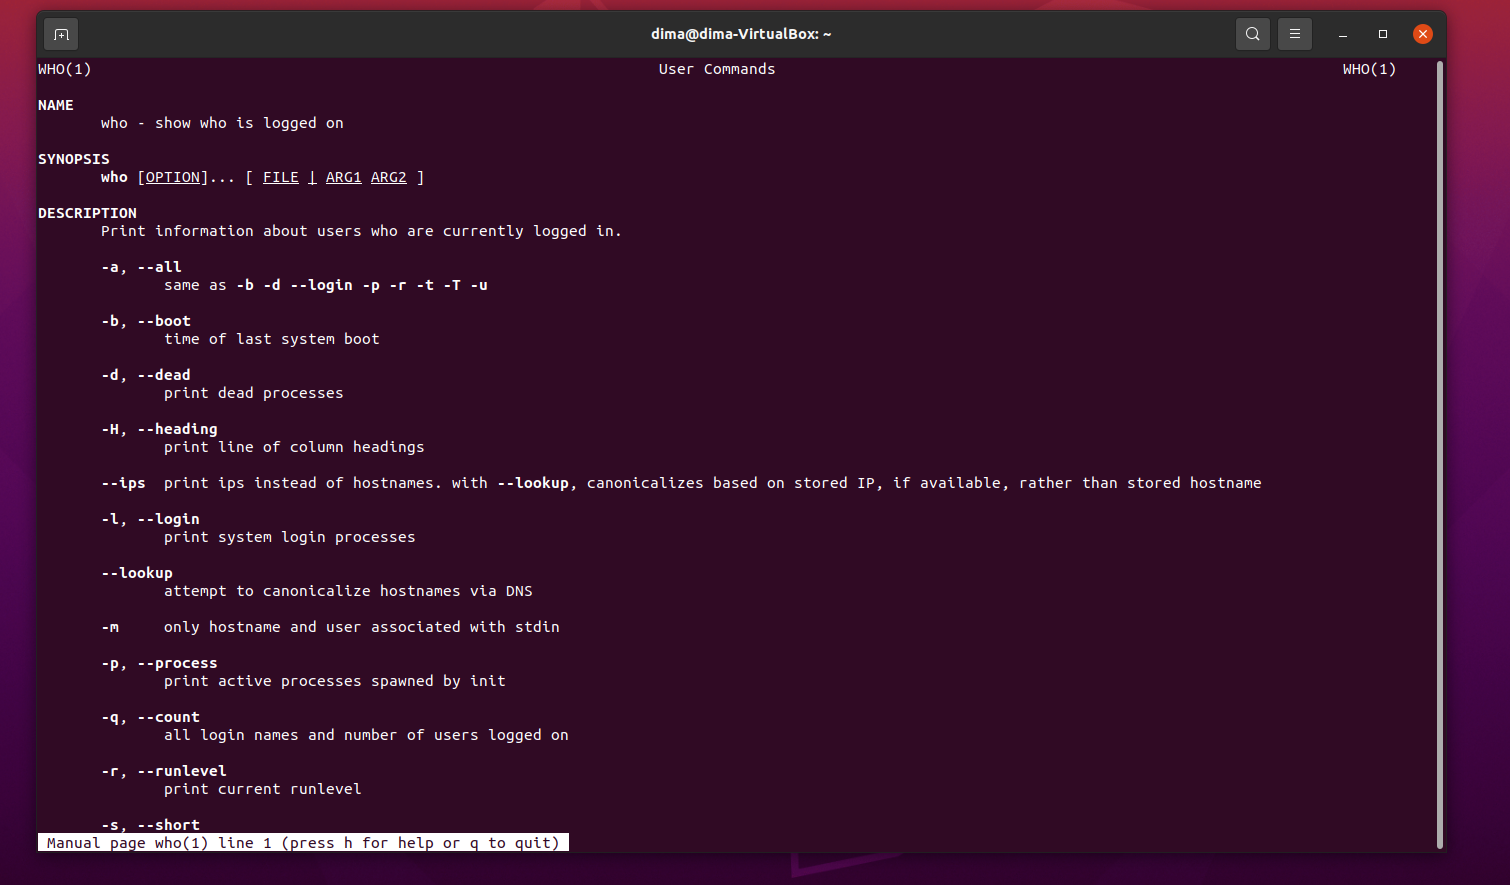 dima@dima-VirtualBox: ~
WHO(1) User Commands WHO(1)
NAME
who - show who is logged on
SYNOPSIS
who [OPTION]... [ FILE | ARG1 ARG2 ]
DESCRIPTION
Print information about users who are currently logged in.
-a, --all
same as -b -d --login -p -r -t -T -u
-b, --boot
time of last system boot
-d, --dead
print dead processes
-H, --heading
print line of column headings
--ips print ips instead of hostnames. with --lookup, canonicalizes based on stored IP, if available, rather than stored hostname
-l, --login
print system login processes
--lookup
attempt to canonicalize hostnames via DNS
-m only hostname and user associated with stdin
-p, --process
print active processes spawned by init
-q, --count
all login names and number of users logged on
-r, --runlevel
print current runlevel
-s, --short
Manual page who(1) line 1 (press h for help or q to quit)